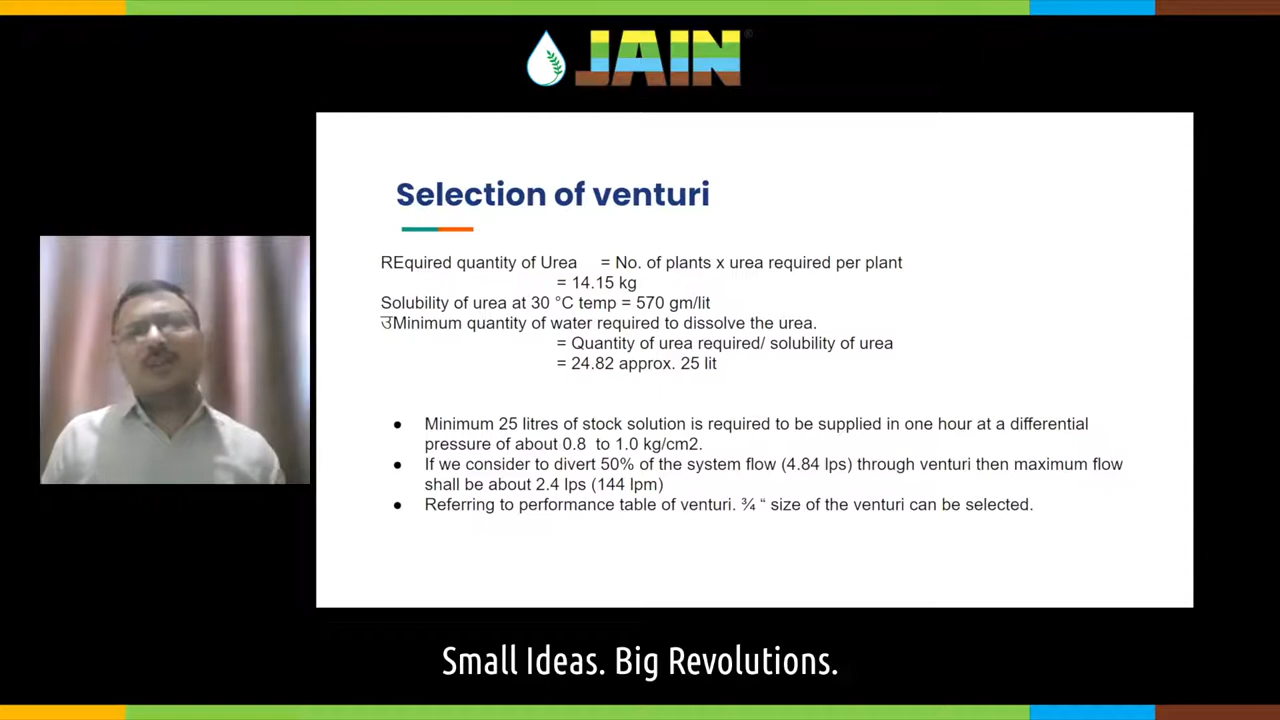 JAIN®
Selection of venturi
REquired quantity of Urea = No. of plants x urea required per plant
= 14.15 kg
Solubility of urea at 30 °C temp = 570 gm/lit
उMinimum quantity of water required to dissolve the urea.
= Quantity of urea required/ solubility of urea
= 24.82 approx. 25 lit
● Minimum 25 litres of stock solution is required to be supplied in one hour at a differential
pressure of about 0.8 to 1.0 kg/cm2.
● If we consider to divert 50% of the system flow (4.84 lps) through venturi then maximum flow
shall be about 2.4 lps (144 lpm)
● Referring to performance table of venturi. ¾ “ size of the venturi can be selected.
Small Ideas. Big Revolutions.